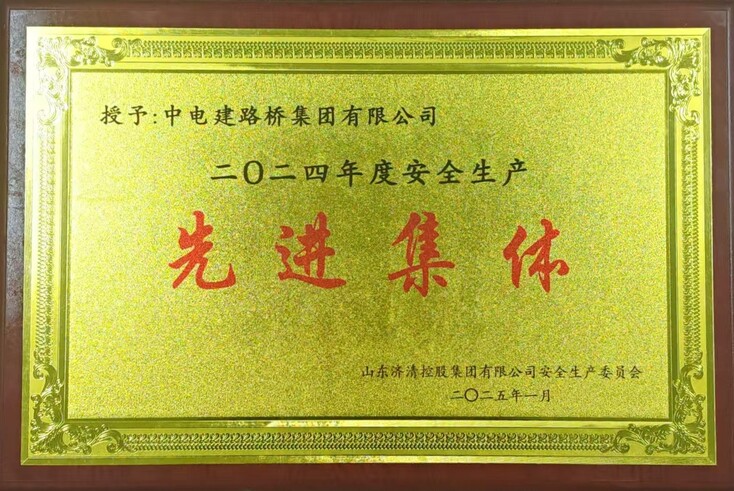 授予:中电建路桥集团有限公司
二〇二四年度安全生产
先进集体
山东济清控股集团有限公司安全生产委员会
二〇二五年一月